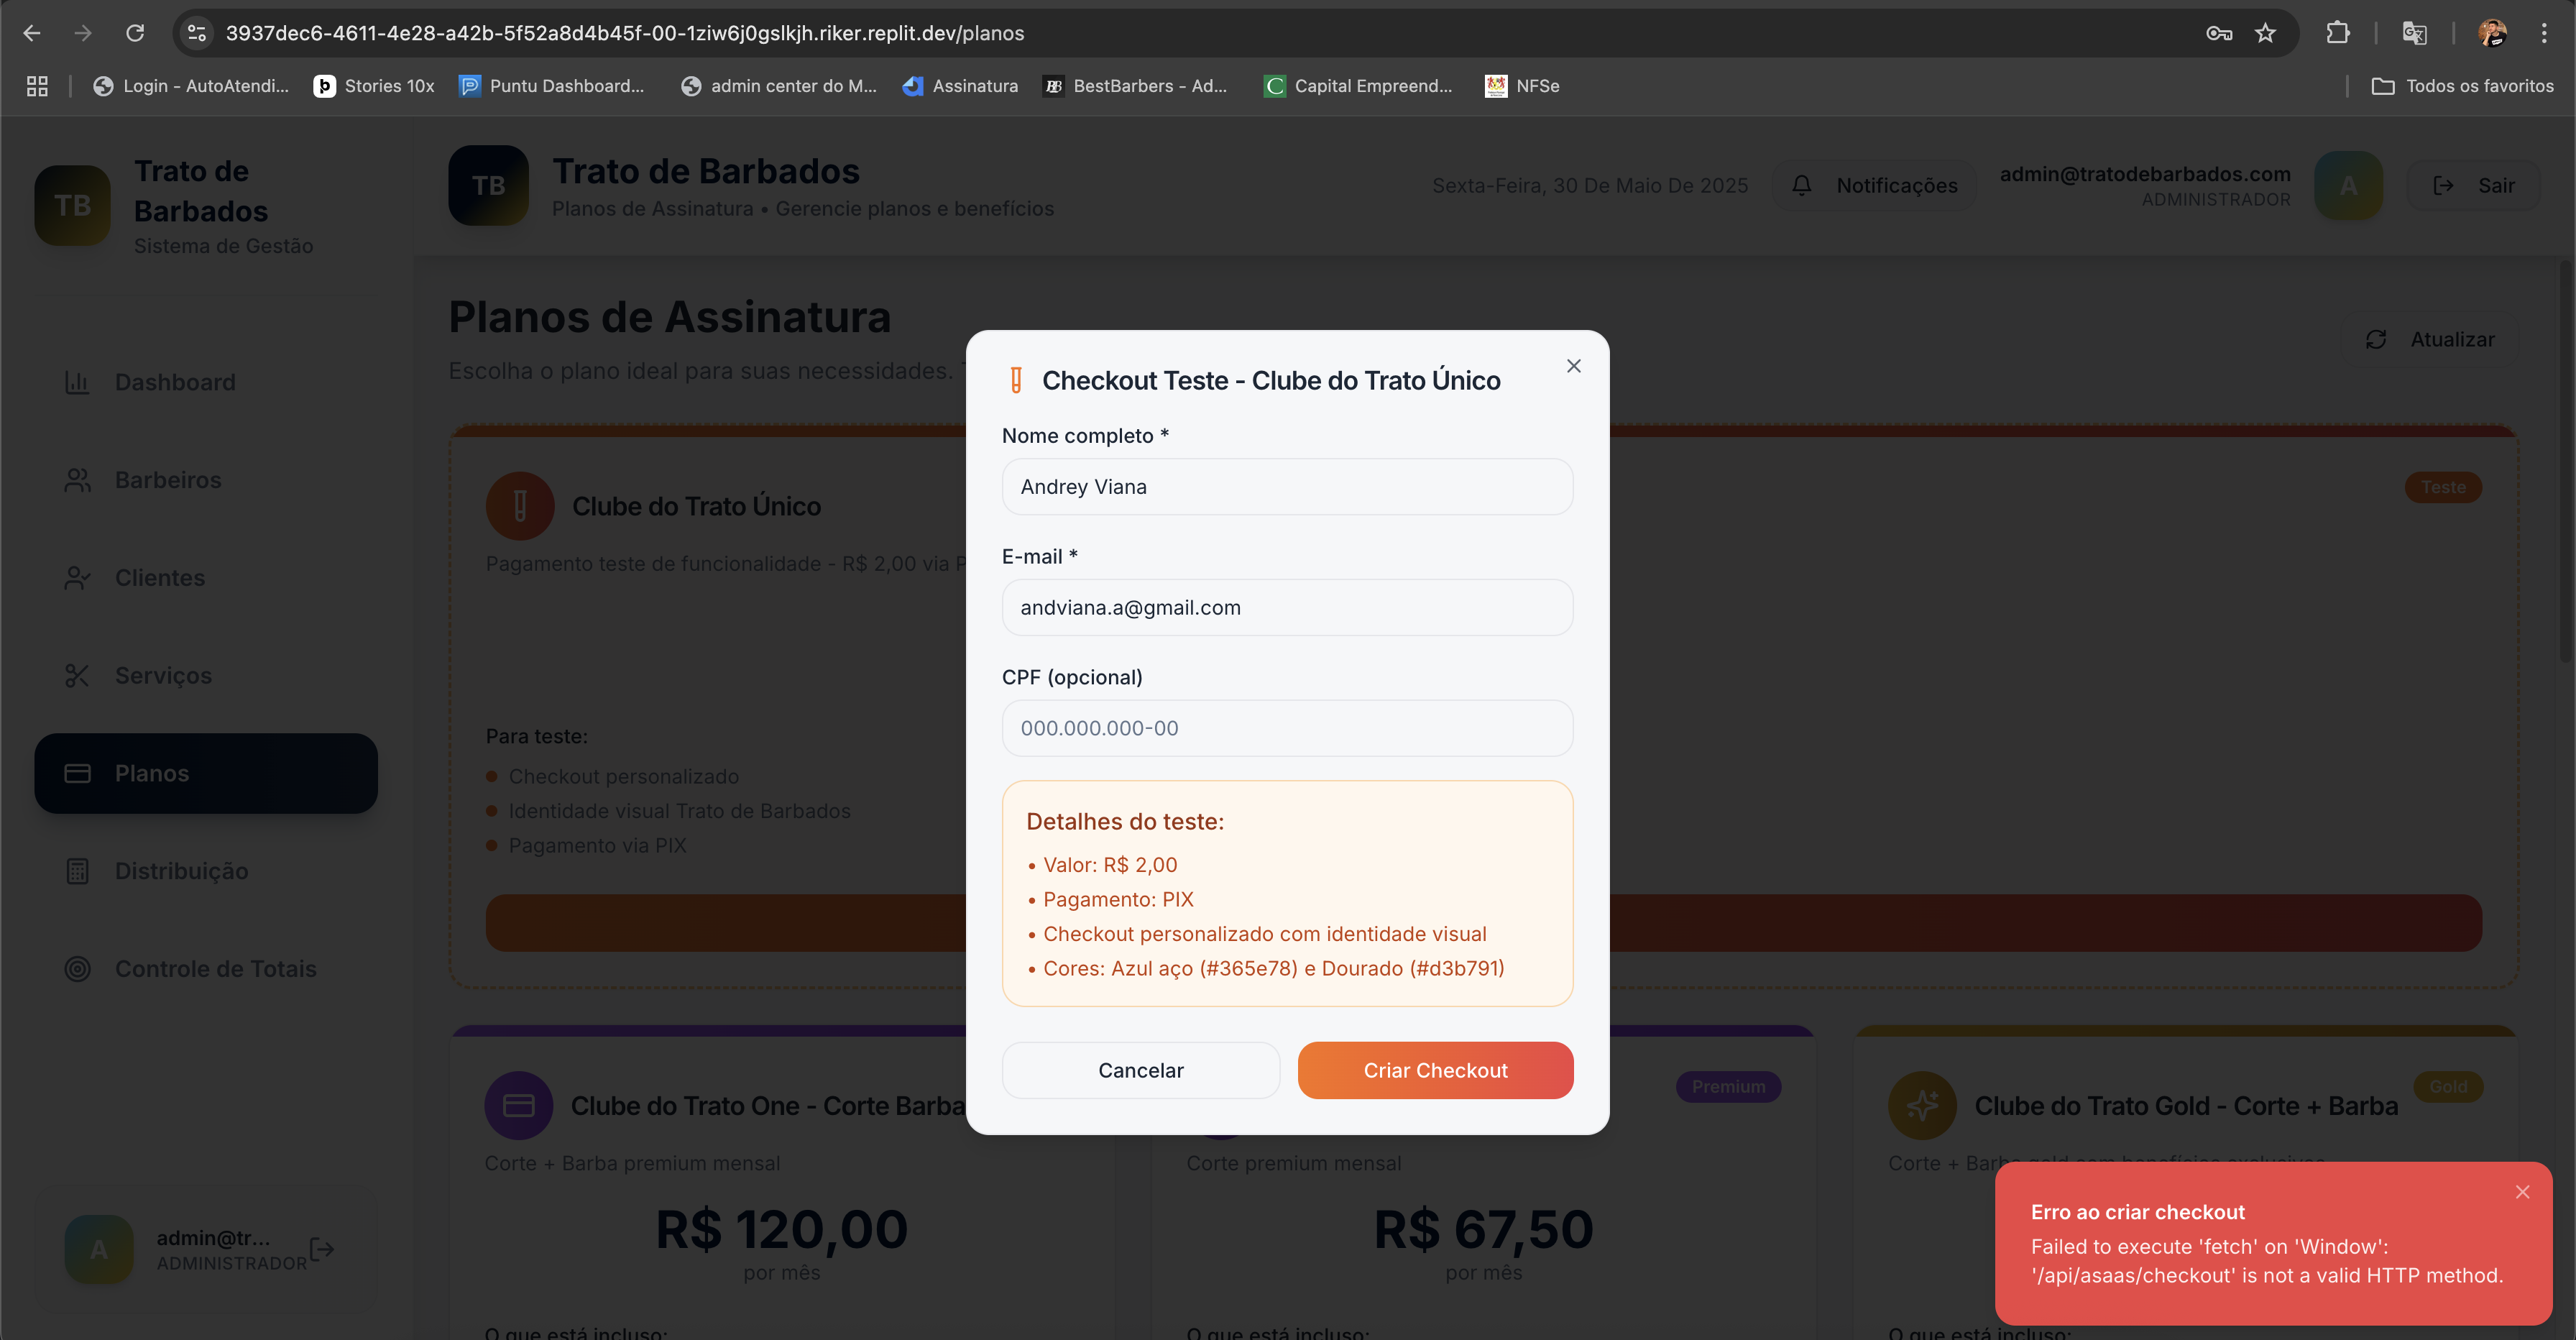 3937dec6-4611-4e28-a42b-5f52a8d4b45f-00-1ziw6j0gslkjh.riker.replit.dev/planos
Login - AutoAtendi...
Stories 10x
Puntu Dashboard...
admin center do M...
Assinatura
BestBarbers - Ad...
Capital Empreend...
NFSe
Todos os favoritos
TB
Trato de
Barbados
Sistema de Gestão
Dashboard
Barbeiros
Clientes
Serviços
Planos
Distribuição
Controle de Totais
A
admin@tr...
ADMINISTRADOR
TB
Trato de Barbados
Planos de Assinatura • Gerencie planos e benefícios
Sexta-Feira, 30 De Maio De 2025
Notificações
admin@tratodebarbados.com
ADMINISTRADOR
A
Sair
Planos de Assinatura
Escolha o plano ideal para suas necessidades.
Atualizar
Clube do Trato Único
Teste
Pagamento teste de funcionalidade - R$ 2,00 via P
Para teste:
Checkout personalizado
Identidade visual Trato de Barbados
Pagamento via PIX
Checkout Teste - Clube do Trato Único
Nome completo *
Andrey Viana
E-mail *
andviana.a@gmail.com
CPF (opcional)
000.000.000-00
Detalhes do teste:
• Valor: R$ 2,00
• Pagamento: PIX
• Checkout personalizado com identidade visual
• Cores: Azul aço (#365e78) e Dourado (#d3b791)
Cancelar
Criar Checkout
Clube do Trato One - Corte Barba
Corte + Barba premium mensal
R$ 120,00
por mês
O que está incluso:
Premium
Corte premium mensal
R$ 67,50
por mês
O que está incluso:
Clube do Trato Gold - Corte + Barba
Gold
Corte + Barba gold com benefícios exclusivos
O que está incluso:
Erro ao criar checkout
Failed to execute 'fetch' on 'Window':
'/api/asaas/checkout' is not a valid HTTP method.